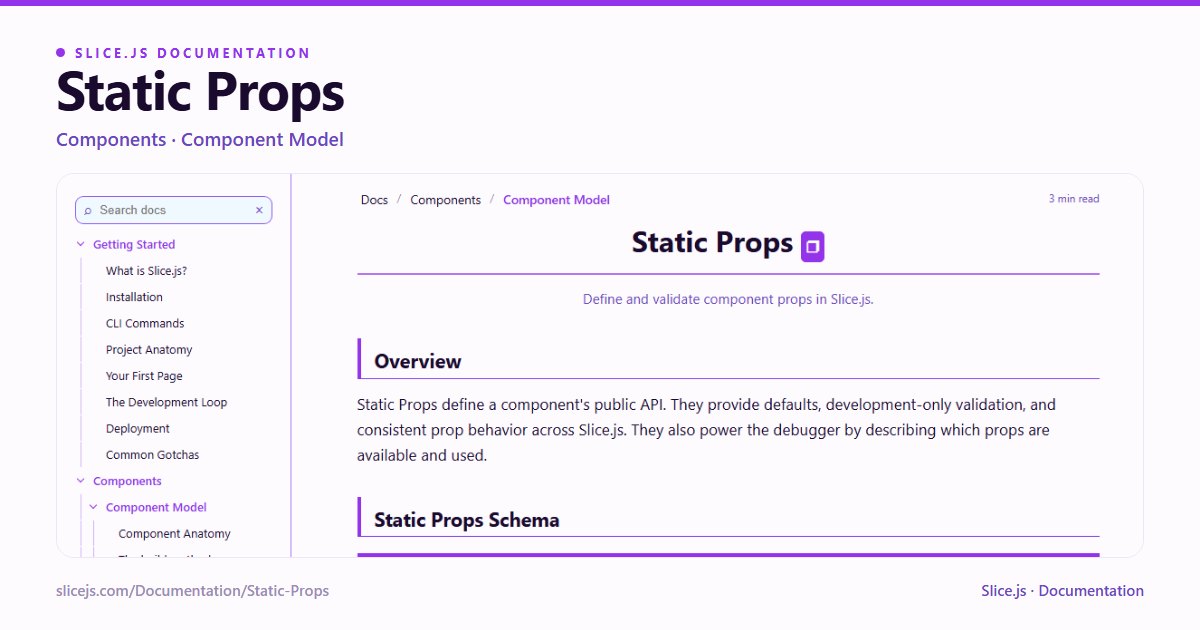 SLICE.JS DOCUMENTATION
Static Props
Components · Component Model
Search docs
Getting Started
What is Slice.js?
Installation
CLI Commands
Project Anatomy
Your First Page
The Development Loop
Deployment
Common Gotchas
Components
Component Model
Component Anatomy
Docs / Components / Component Model
3 min read
Static Props
Define and validate component props in Slice.js.
Overview
Static Props define a component's public API. They provide defaults, development-only validation, and
consistent prop behavior across Slice.js. They also power the debugger by describing which props are
available and used.
Static Props Schema
slicejs.com/Documentation/Static-Props
Slice.js · Documentation